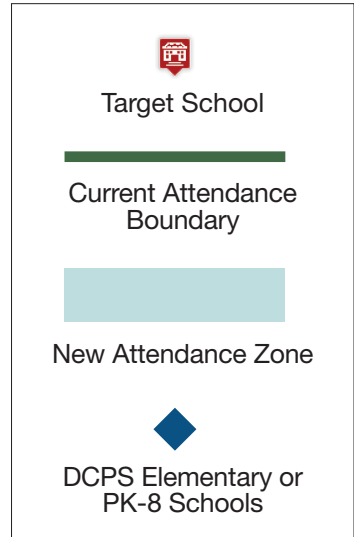 Target School
Current Attendance
Boundary
New Attendance Zone
DCPS Elementary or
PK-8 Schools